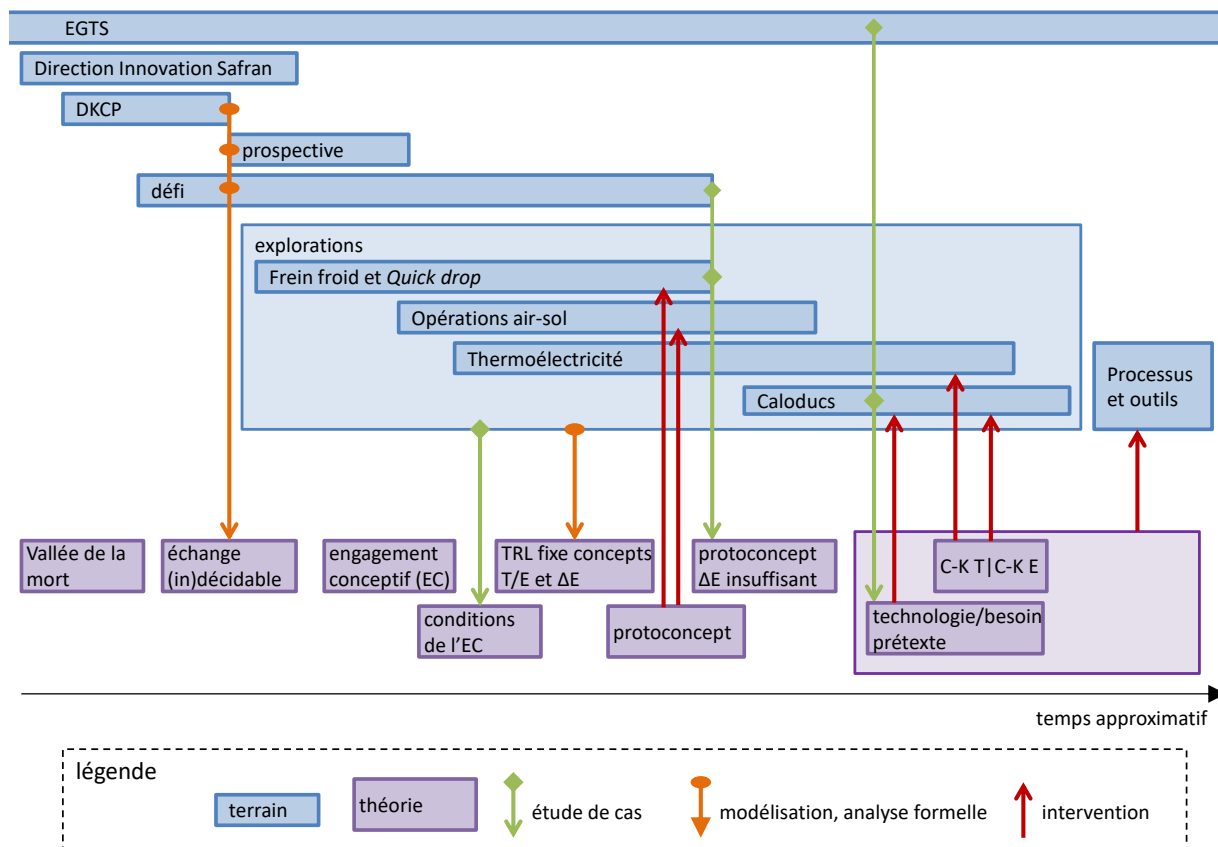 EGTS
Direction Innovation Safran
DKCP
prospective
défi
explorations
Frein froid et Quick drop
Opérations air-sol
Thermoélectricité
Caloducs
Processus
et outils
Vallée de la
mort
échange
(in)décidable
engagement
conceptif (EC)
TRL fixe concepts
T/E et ΔE
protoconcept
ΔE insuffisant
C-K T|C-K E
conditions
de l'EC
protoconcept
technologie/besoin
prétexte
temps approximatif
légende
terrain
théorie
étude de cas
modélisation, analyse formelle
intervention